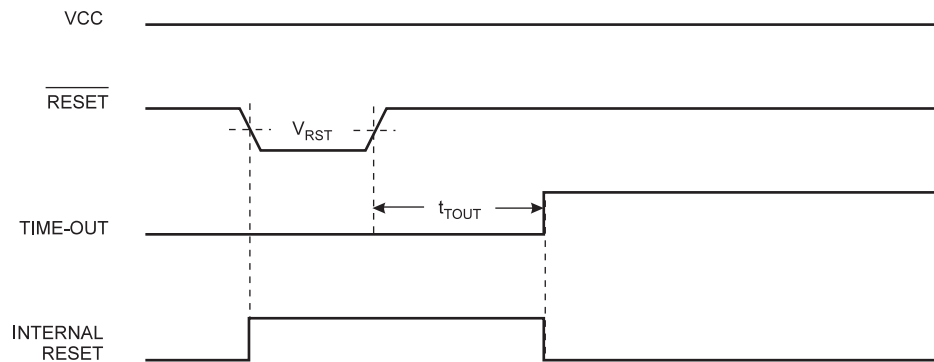 VCC
RESET
V_RST
t_TOUT
TIME-OUT
INTERNAL
RESET